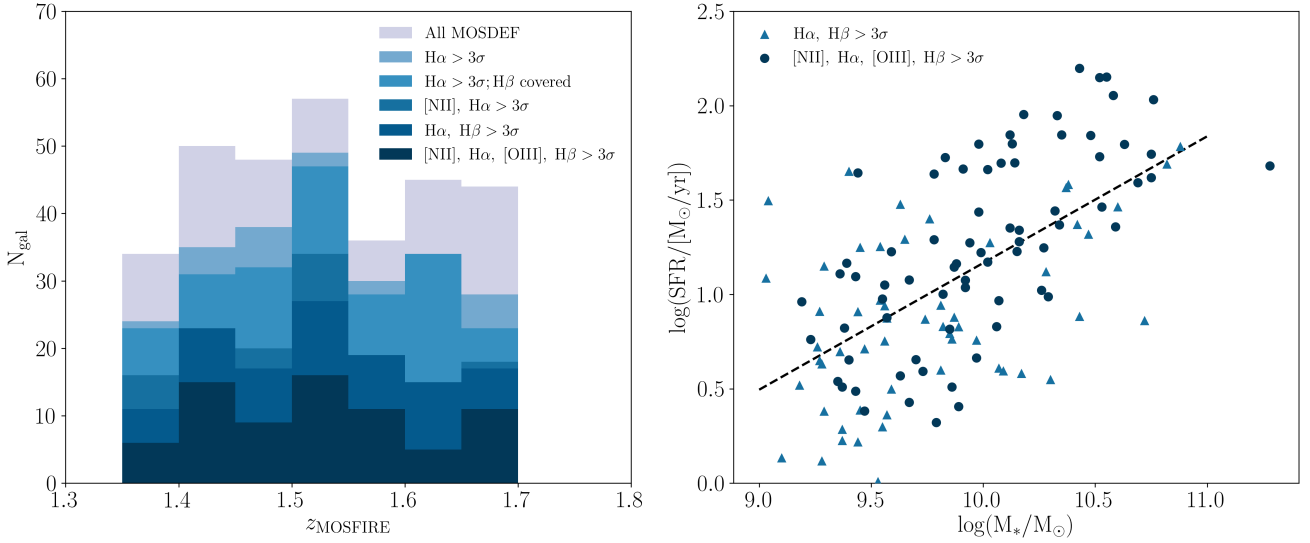 70
60
50
40
30
20
10
0
N_gal
1.3 1.4 1.5 1.6 1.7 1.8
z_MOSFIRE
All MOSDEF
Hα > 3σ
Hα > 3σ; Hβ covered
[NII], Hα > 3σ
Hα, Hβ > 3σ
[NII], Hα, [OIII], Hβ > 3σ
2.5
2.0
1.5
1.0
0.5
0.0
log(SFR/[M⊙/yr])
9.0 9.5 10.0 10.5 11.0
log(M*/M⊙)
Hα, Hβ > 3σ
[NII], Hα, [OIII], Hβ > 3σ